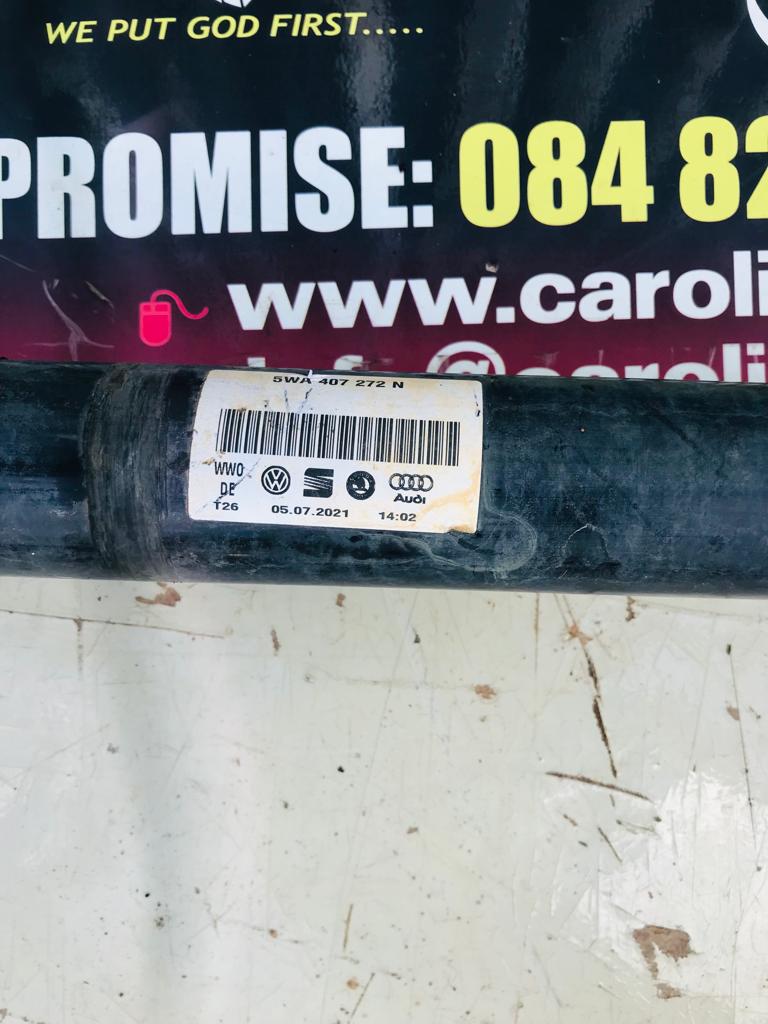 WE PUT GOD FIRST.....
PROMISE: 084 82
www.caroli
5WA 407 272 N
WWO
DE
T26
Audi
05.07.2021 14:02